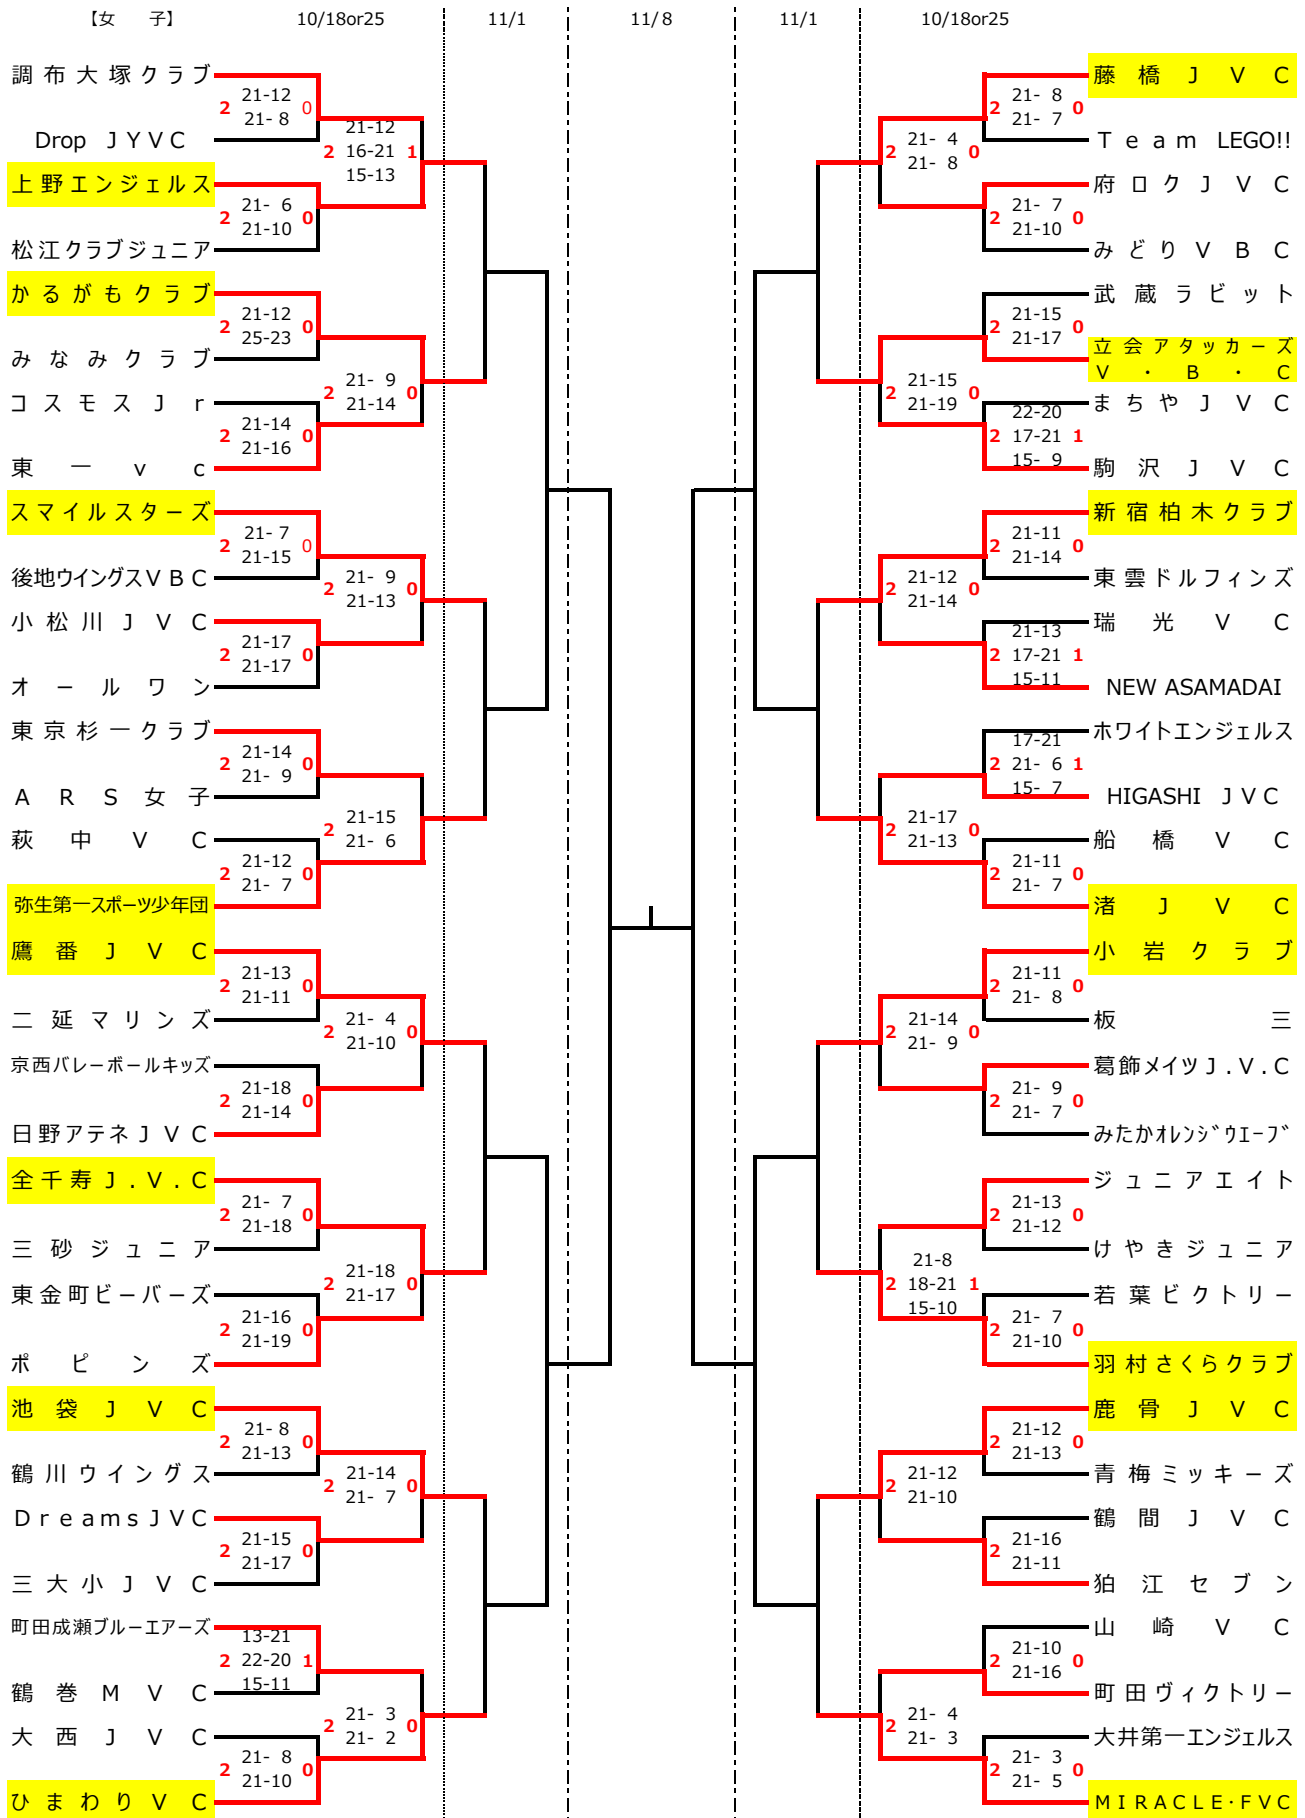 【女　子】 10/18or25 11/1 11/8 11/1 10/18or25
調布大塚クラブ
2 21-12 0
21- 8
Drop ＪＹＶＣ
21-12
2 16-21 1
15-13
上野エンジェルス
2 21- 6 0
21-10
松江クラブジュニア
かるがもクラブ
2 21-12 0
25-23
みなみクラブ
2 21- 9 0
21-14
コスモスＪｒ
2 21-14 0
21-16
東一ｖｃ
スマイルスターズ
2 21- 7 0
21-15
後地ウイングスＶＢＣ
2 21- 9 0
21-13
小松川ＪＶＣ
2 21-17 0
21-17
オールワン
東京杉一クラブ
2 21-14 0
21- 9
ＡＲＳ女子
2 21-15
21- 6
萩中ＶＣ
2 21-12 0
21- 7
弥生第一スポーツ少年団
鷹番ＪＶＣ
2 21-13 0
21-11
二延マリンズ
2 21- 4 0
21-10
京西バレーボールキッズ
2 21-18 0
21-14
日野アテネＪＶＣ
全千寿Ｊ.Ｖ.Ｃ
2 21- 7 0
21-18
三砂ジュニア
2 21-18 0
21-17
東金町ビーバーズ
2 21-16 0
21-19
ポピンズ
池袋ＪＶＣ
2 21- 8 0
21-13
鶴川ウイングス
2 21-14 0
21- 7
ＤｒｅａｍｓＪＶＣ
2 21-15 0
21-17
三大小ＪＶＣ
町田成瀬ブルーエアーズ
13-21
2 22-20 1
15-11
鶴巻ＭＶＣ
2 21- 3 0
21- 2
大西ＪＶＣ
2 21- 8 0
21-10
ひまわりＶＣ
藤橋ＪＶＣ
2 21- 8 0
21- 7
Ｔｅａｍ LEGO!!
2 21- 4 0
21- 8
府ロクＪＶＣ
2 21- 7 0
21-10
みどりＶＢＣ
武蔵ラビット
2 21-15 0
21-17
立会アタッカーズ
Ｖ・Ｂ・Ｃ
2 21-15 0
21-19
まちやＪＶＣ
22-20
2 17-21 1
15- 9
駒沢ＪＶＣ
新宿柏木クラブ
2 21-11 0
21-14
東雲ドルフィンズ
2 21-12 0
21-14
瑞光ＶＣ
21-13
2 17-21 1
15-11
NEW ASAMADAI
ホワイトエンジェルス
17-21
2 21- 6 1
15- 7
HIGASHI ＪＶＣ
2 21-17 0
21-13
船橋ＶＣ
2 21-11 0
21- 7
渚ＪＶＣ
小岩クラブ
2 21-11 0
21- 8
板三
2 21-14 0
21- 9
葛飾メイツＪ.Ｖ.Ｃ
2 21- 9 0
21- 7
みたかｵﾚﾝｼﾞｳｴｰﾌﾞ
ジュニアエイト
2 21-13 0
21-12
けやきジュニア
21-8
2 18-21 1
15-10
若葉ビクトリー
2 21- 7 0
21-10
羽村さくらクラブ
鹿骨ＪＶＣ
2 21-12 0
21-13
青梅ミッキーズ
2 21-12
21-10
鶴間ＪＶＣ
2 21-16
21-11
狛江セブン
山崎ＶＣ
2 21-10 0
21-16
町田ヴィクトリー
2 21- 4
21- 3
大井第一エンジェルス
2 21- 3 0
21- 5
ＭＩＲＡＣＬＥ・ＦＶＣ